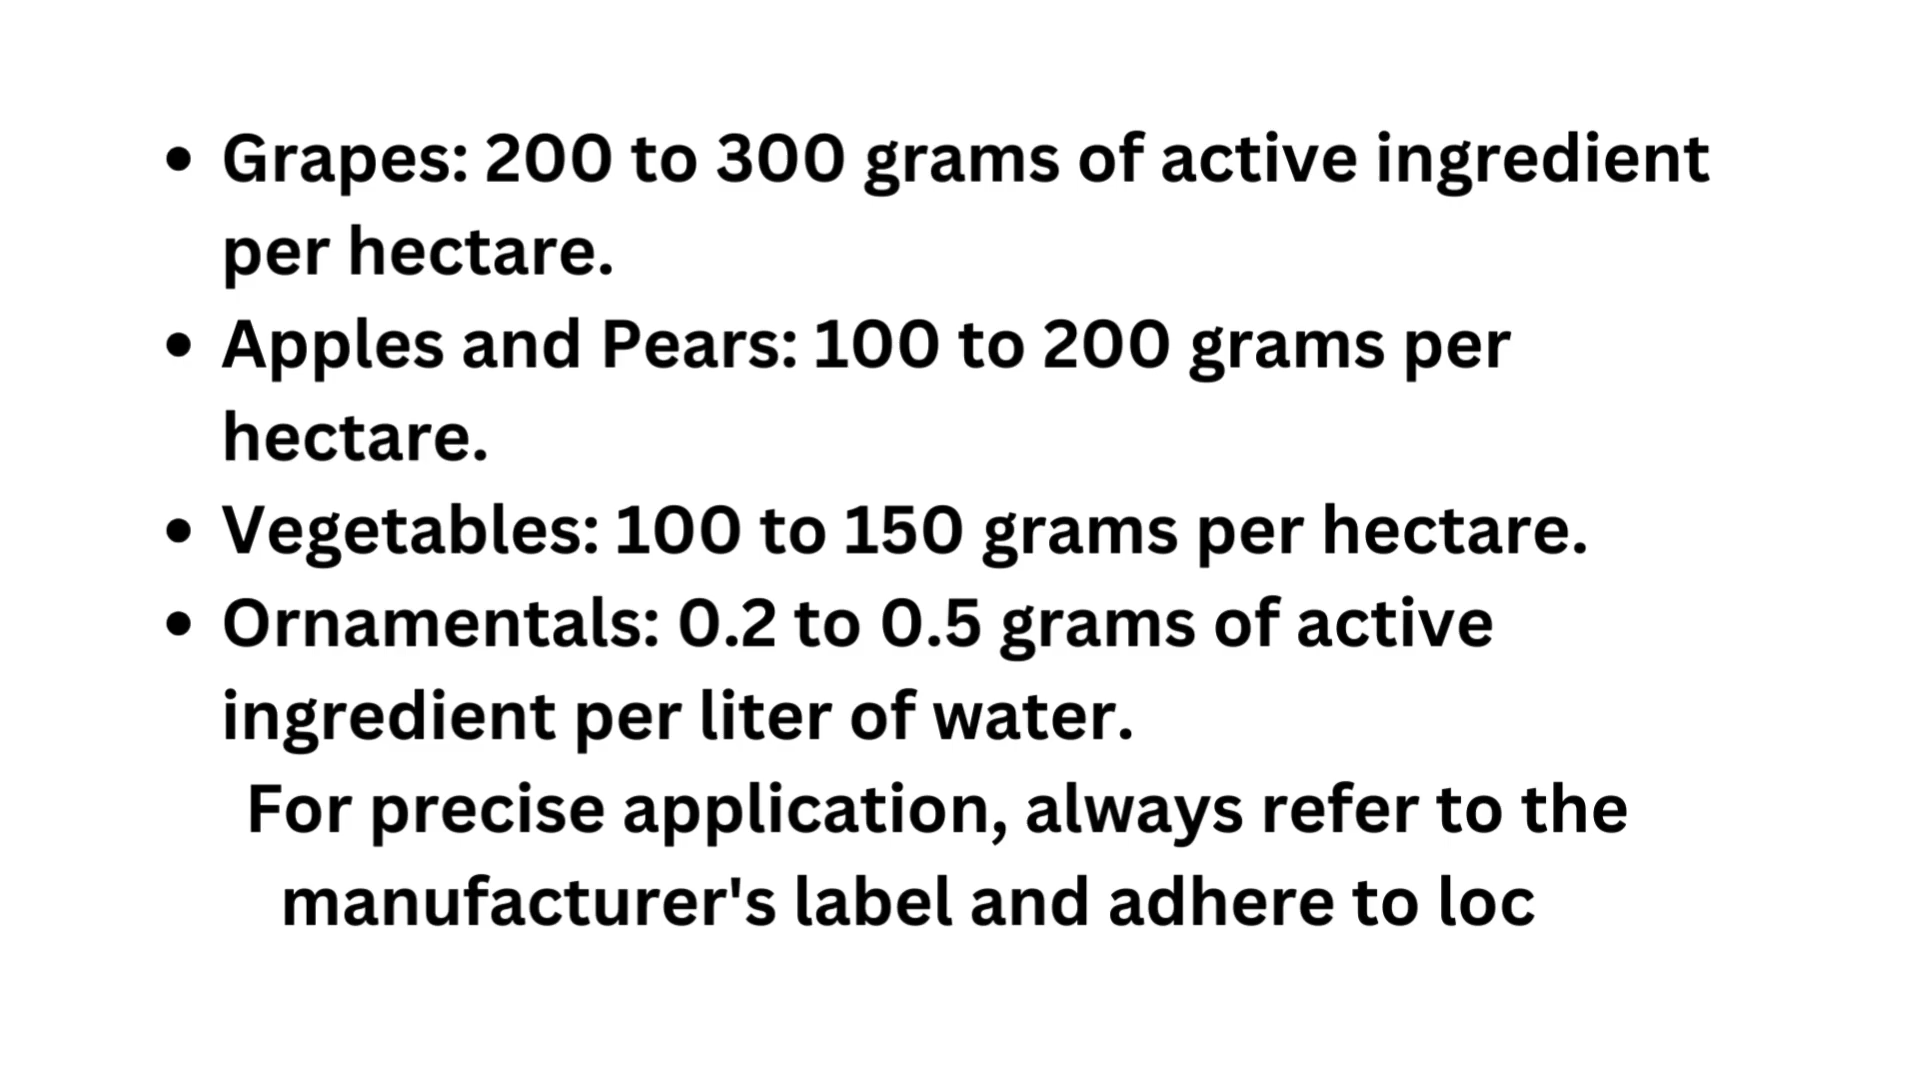 • Grapes: 200 to 300 grams of active ingredient
per hectare.
• Apples and Pears: 100 to 200 grams per
hectare.
• Vegetables: 100 to 150 grams per hectare.
• Ornamentals: 0.2 to 0.5 grams of active
ingredient per liter of water.
For precise application, always refer to the
manufacturer's label and adhere to loc